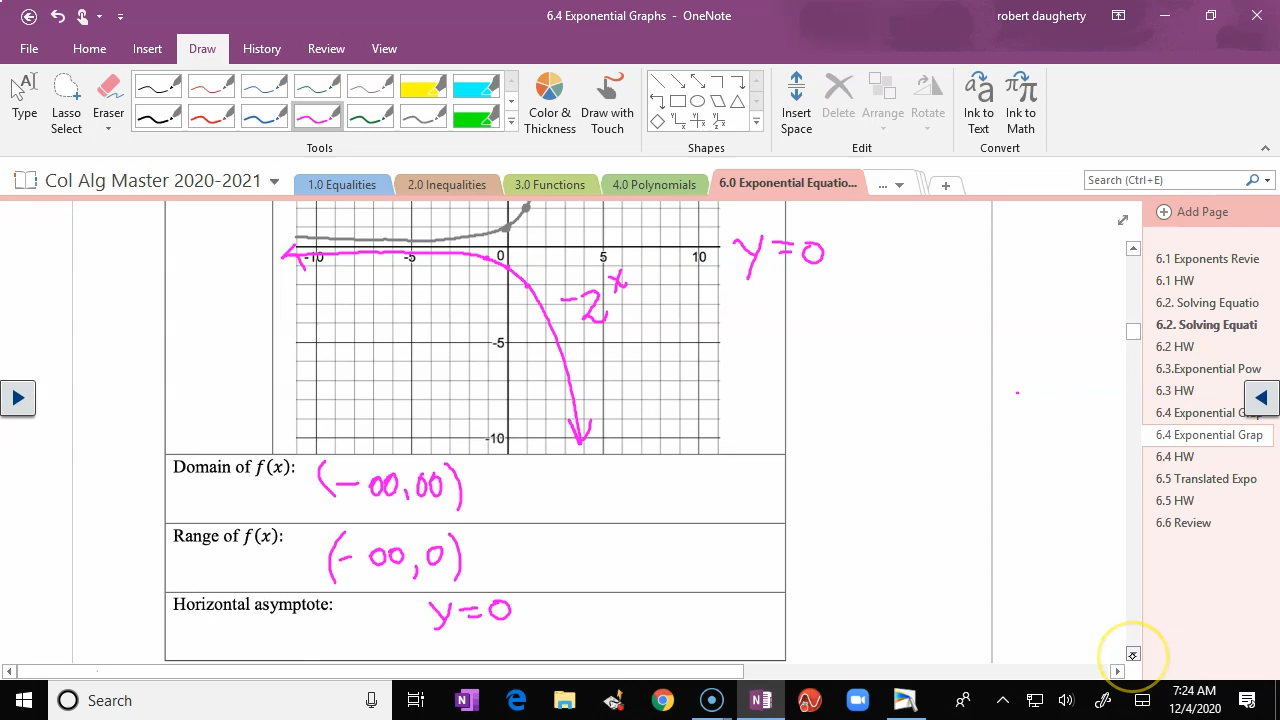 6.4 Exponential Graphs - OneNote
robert daugherty
File Home Insert Draw History Review View
Type
Lasso Select
Eraser
Color & Thickness
Draw with Touch
Insert Space
Delete
Arrange
Rotate
Ink to Text
Ink to Math
Tools
Shapes
Edit
Convert
Col Alg Master 2020-2021
1.0 Equalities
2.0 Inequalities
3.0 Functions
4.0 Polynomials
6.0 Exponential Equatio...
...
Search (Ctrl+E)
Add Page
6.1 Exponents Revie
6.1 HW
6.2. Solving Equatio
6.2. Solving Equati
6.2 HW
6.3.Exponential Pow
6.3 HW
6.4 Exponential Grap
6.4 Exponential Grap
6.4 HW
6.5 Translated Expo
6.5 HW
6.6 Review
-10 -5 0 5 10
-5
-10
y=0
-2^x
Domain of f(x): (-∞,∞)
Range of f(x): (-∞,0)
Horizontal asymptote: y=0
Search
7:24 AM
12/4/2020